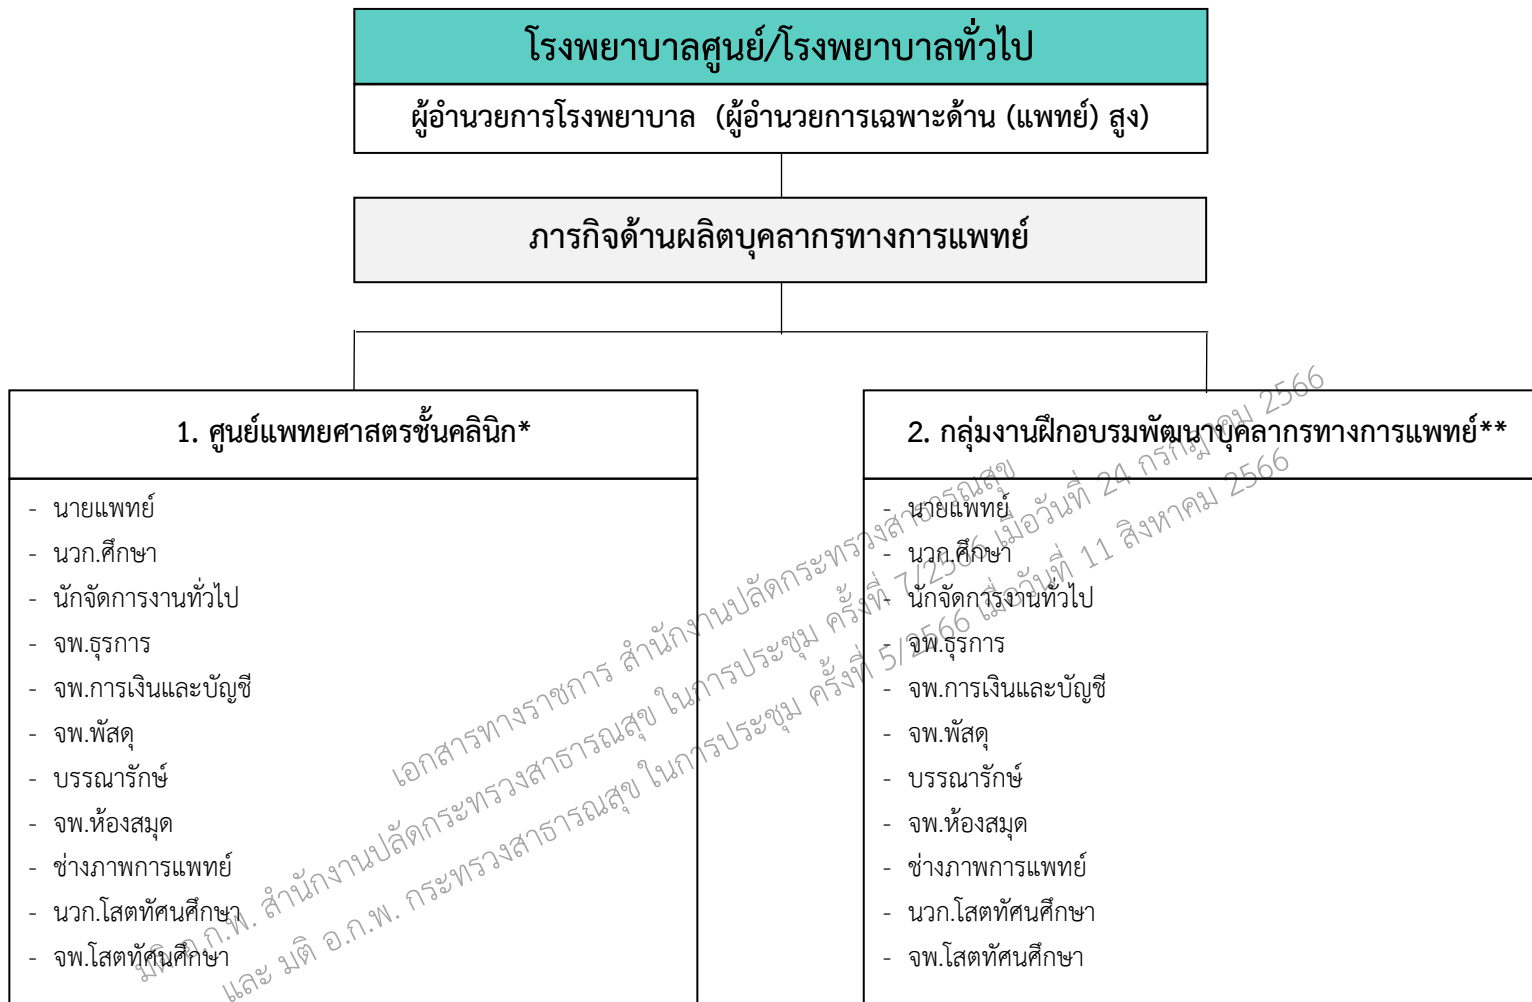 โรงพยาบาลศูนย์/โรงพยาบาลทั่วไป
ผู้อำนวยการโรงพยาบาล (ผู้อำนวยการเฉพาะด้าน (แพทย์) สูง)
ภารกิจด้านผลิตบุคลากรทางการแพทย์
1. ศูนย์แพทยศาสตรชั้นคลินิก*
- นายแพทย์
- นวก.ศึกษา
- นักจัดการงานทั่วไป
- จพ.ธุรการ
- จพ.การเงินและบัญชี
- จพ.พัสดุ
- บรรณารักษ์
- จพ.ห้องสมุด
- ช่างภาพการแพทย์
- นวก.โสตทัศนศึกษา
- จพ.โสตทัศนศึกษา
2. กลุ่มงานฝึกอบรมพัฒนาบุคลากรทางการแพทย์**
- นายแพทย์
- นวก.ศึกษา
- นักจัดการงานทั่วไป
- จพ.ธุรการ
- จพ.การเงินและบัญชี
- จพ.พัสดุ
- บรรณารักษ์
- จพ.ห้องสมุด
- ช่างภาพการแพทย์
- นวก.โสตทัศนศึกษา
- จพ.โสตทัศนศึกษา
เอกสารทางราชการ สำนักงานปลัดกระทรวงสาธารณสุข
มติ อ.ก.พ. สำนักงานปลัดกระทรวงสาธารณสุข ในการประชุม ครั้งที่ 7/2566 เมื่อวันที่ 24 กรกฎาคม 2566
และ มติ อ.ก.พ. กระทรวงสาธารณสุข ในการประชุม ครั้งที่ 5/2566 เมื่อวันที่ 11 สิงหาคม 2566